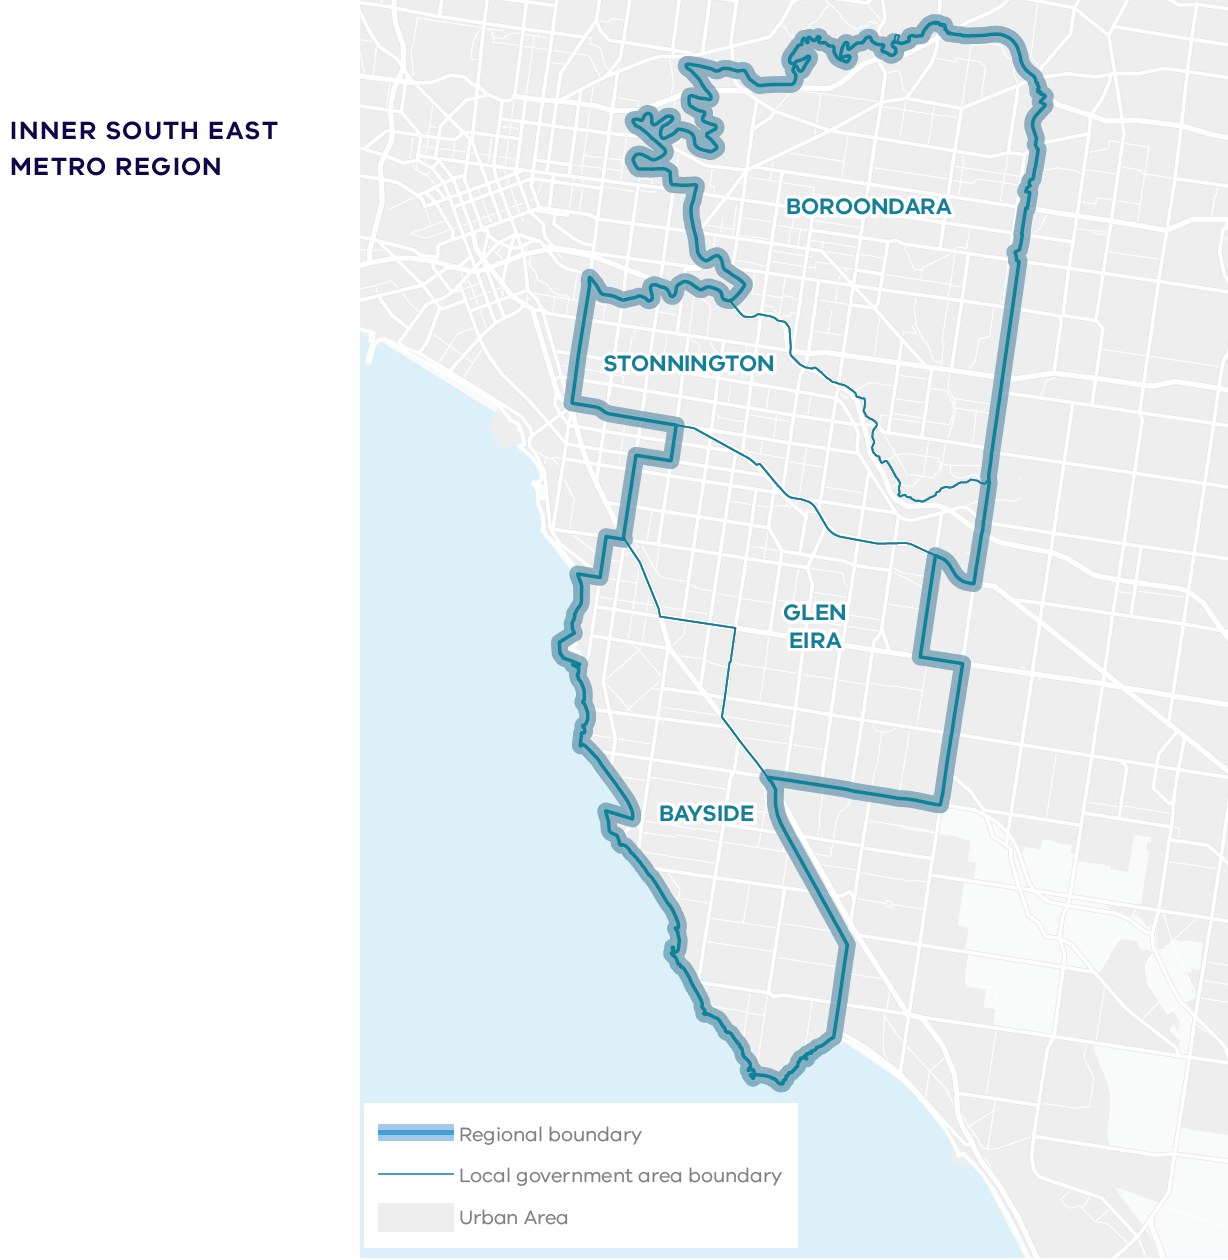 INNER SOUTH EAST
METRO REGION
BOROONDARA
STONNINGTON
GLEN
EIRA
BAYSIDE
Regional boundary
Local government area boundary
Urban Area